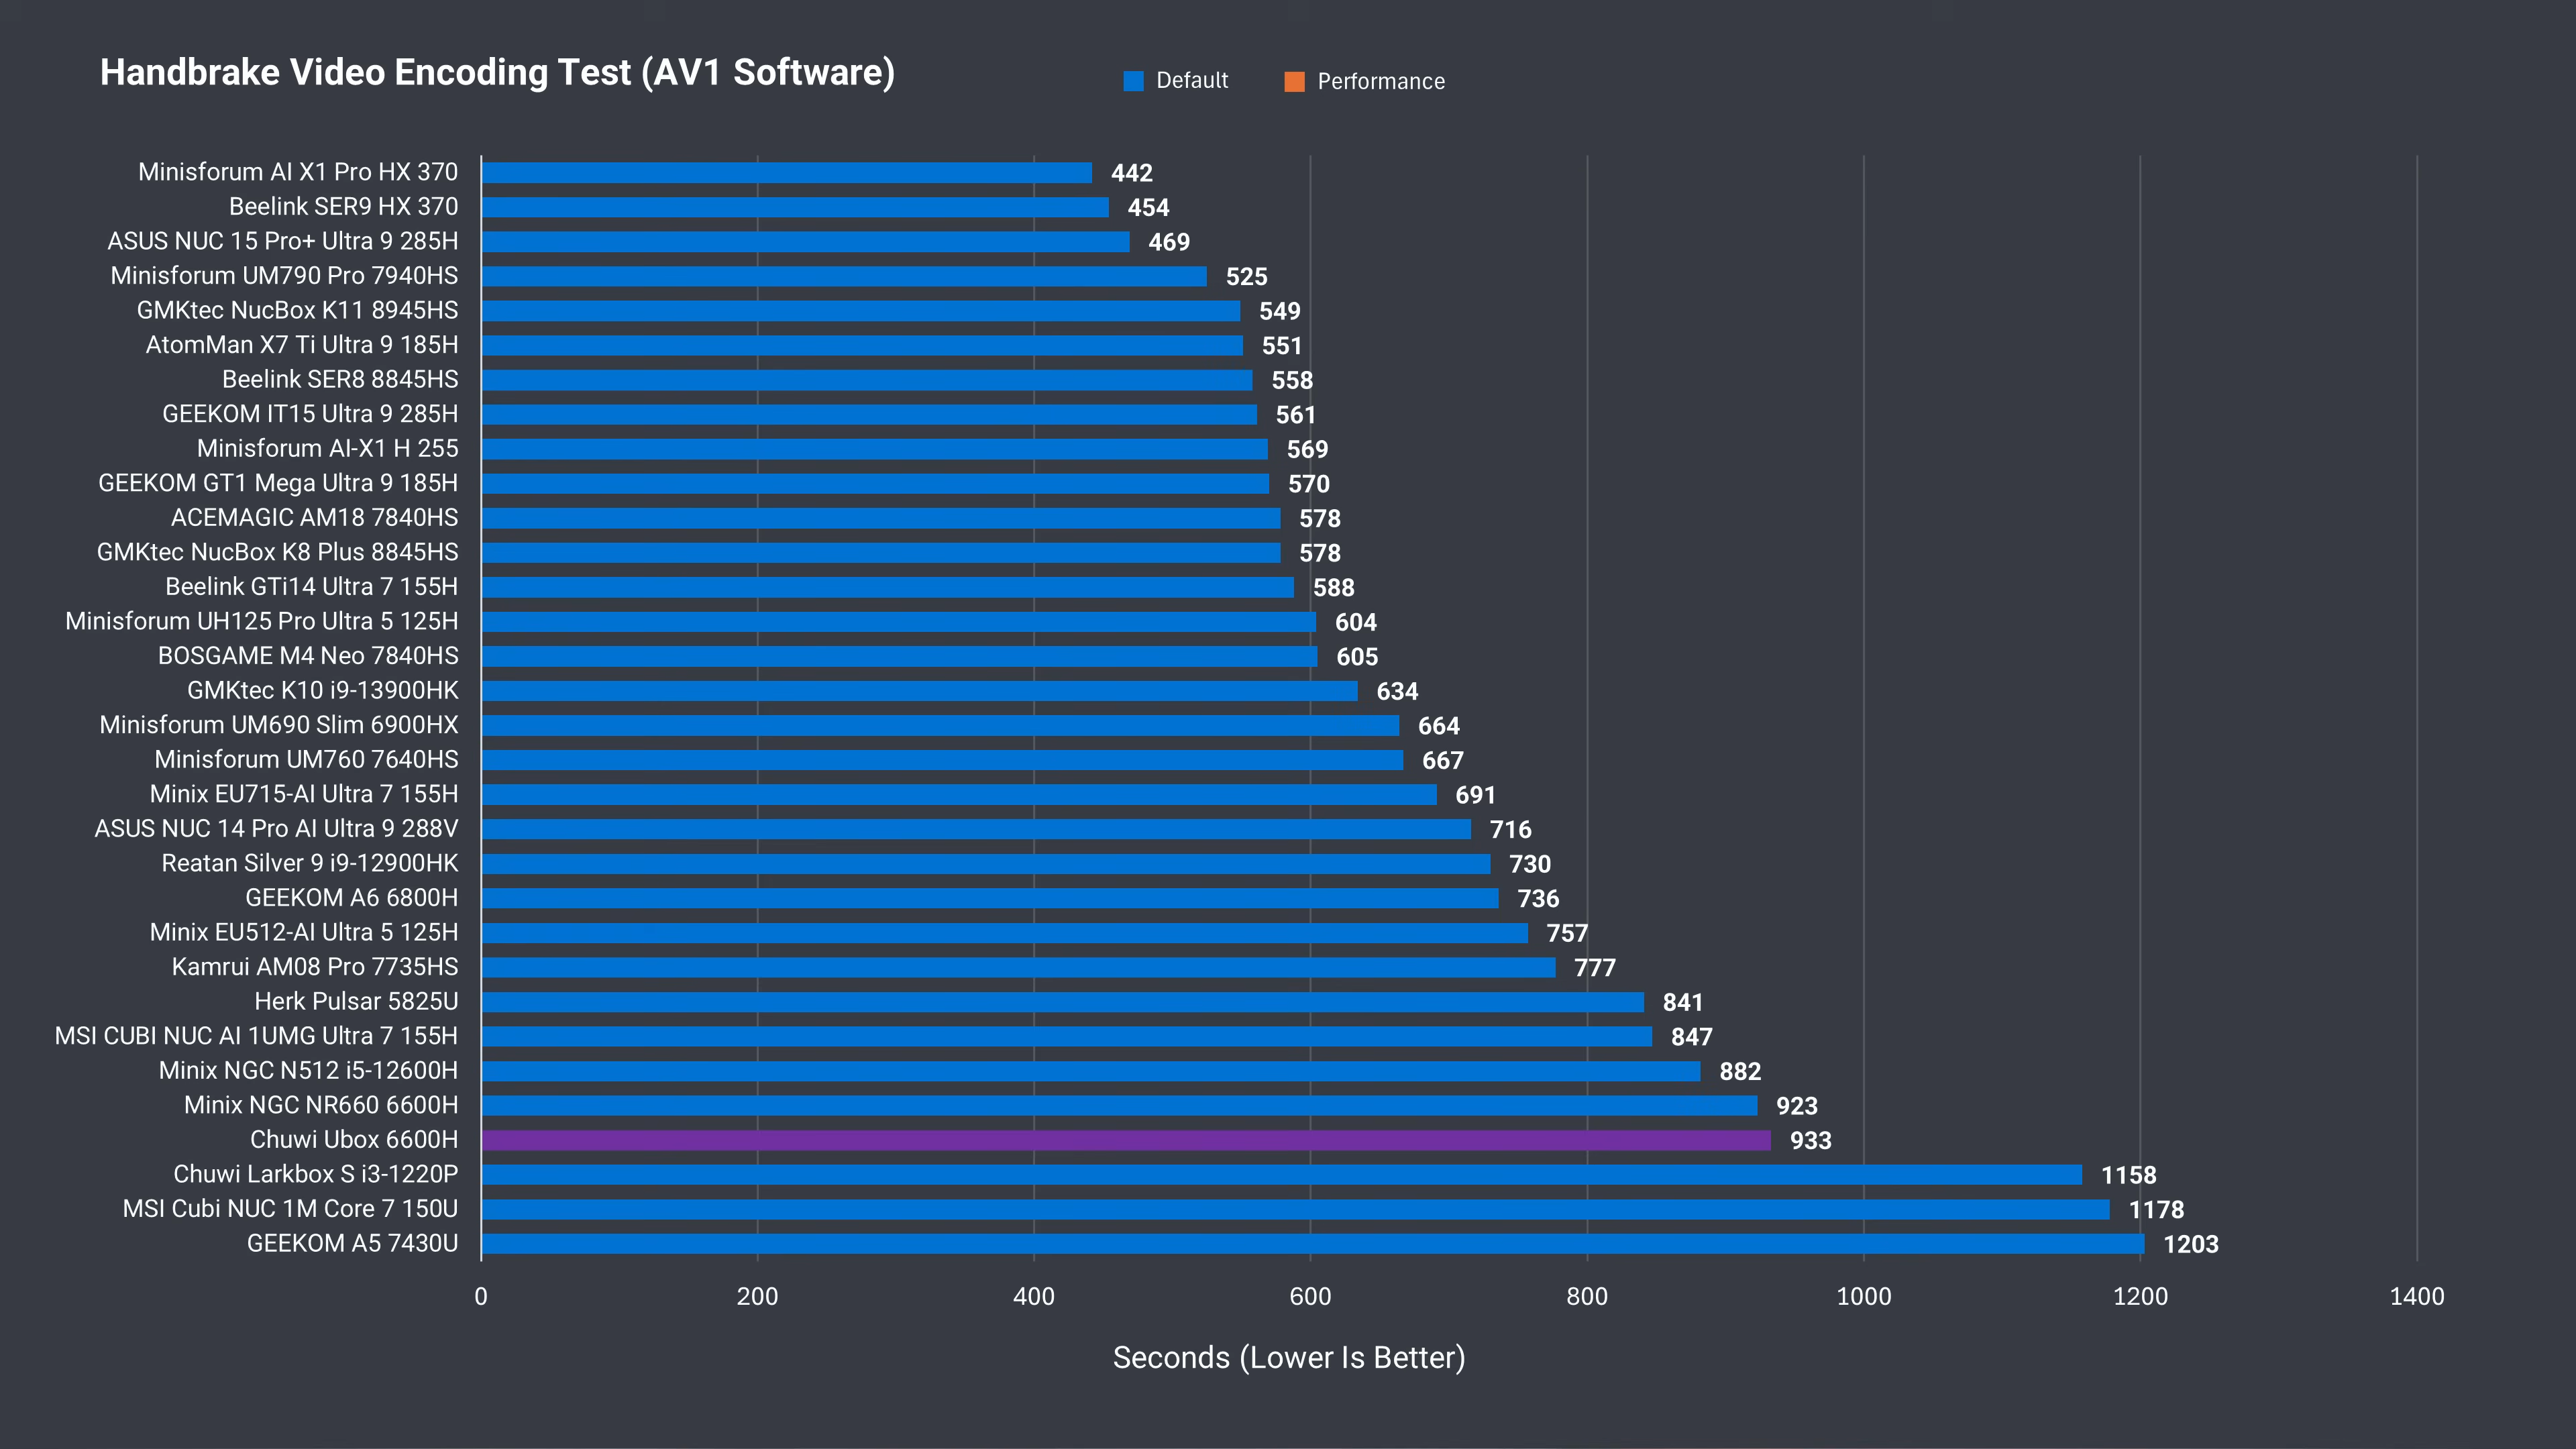 Handbrake Video Encoding Test (AV1 Software)
Default
Performance
Minisforum AI X1 Pro HX 370 442
Beelink SER9 HX 370 454
ASUS NUC 15 Pro+ Ultra 9 285H 469
Minisforum UM790 Pro 7940HS 525
GMKtec NucBox K11 8945HS 549
AtomMan X7 Ti Ultra 9 185H 551
Beelink SER8 8845HS 558
GEEKOM IT15 Ultra 9 285H 561
Minisforum AI-X1 H 255 569
GEEKOM GT1 Mega Ultra 9 185H 570
ACEMAGIC AM18 7840HS 578
GMKtec NucBox K8 Plus 8845HS 578
Beelink GTi14 Ultra 7 155H 588
Minisforum UH125 Pro Ultra 5 125H 604
BOSGAME M4 Neo 7840HS 605
GMKtec K10 i9-13900HK 634
Minisforum UM690 Slim 6900HX 664
Minisforum UM760 7640HS 667
Minix EU715-AI Ultra 7 155H 691
ASUS NUC 14 Pro AI Ultra 9 288V 716
Reatan Silver 9 i9-12900HK 730
GEEKOM A6 6800H 736
Minix EU512-AI Ultra 5 125H 757
Kamrui AM08 Pro 7735HS 777
Herk Pulsar 5825U 841
MSI CUBI NUC AI 1UMG Ultra 7 155H 847
Minix NGC N512 i5-12600H 882
Minix NGC NR660 6600H 923
Chuwi Ubox 6600H 933
Chuwi Larkbox S i3-1220P 1158
MSI Cubi NUC 1M Core 7 150U 1178
GEEKOM A5 7430U 1203
0 200 400 600 800 1000 1200 1400
Seconds (Lower Is Better)